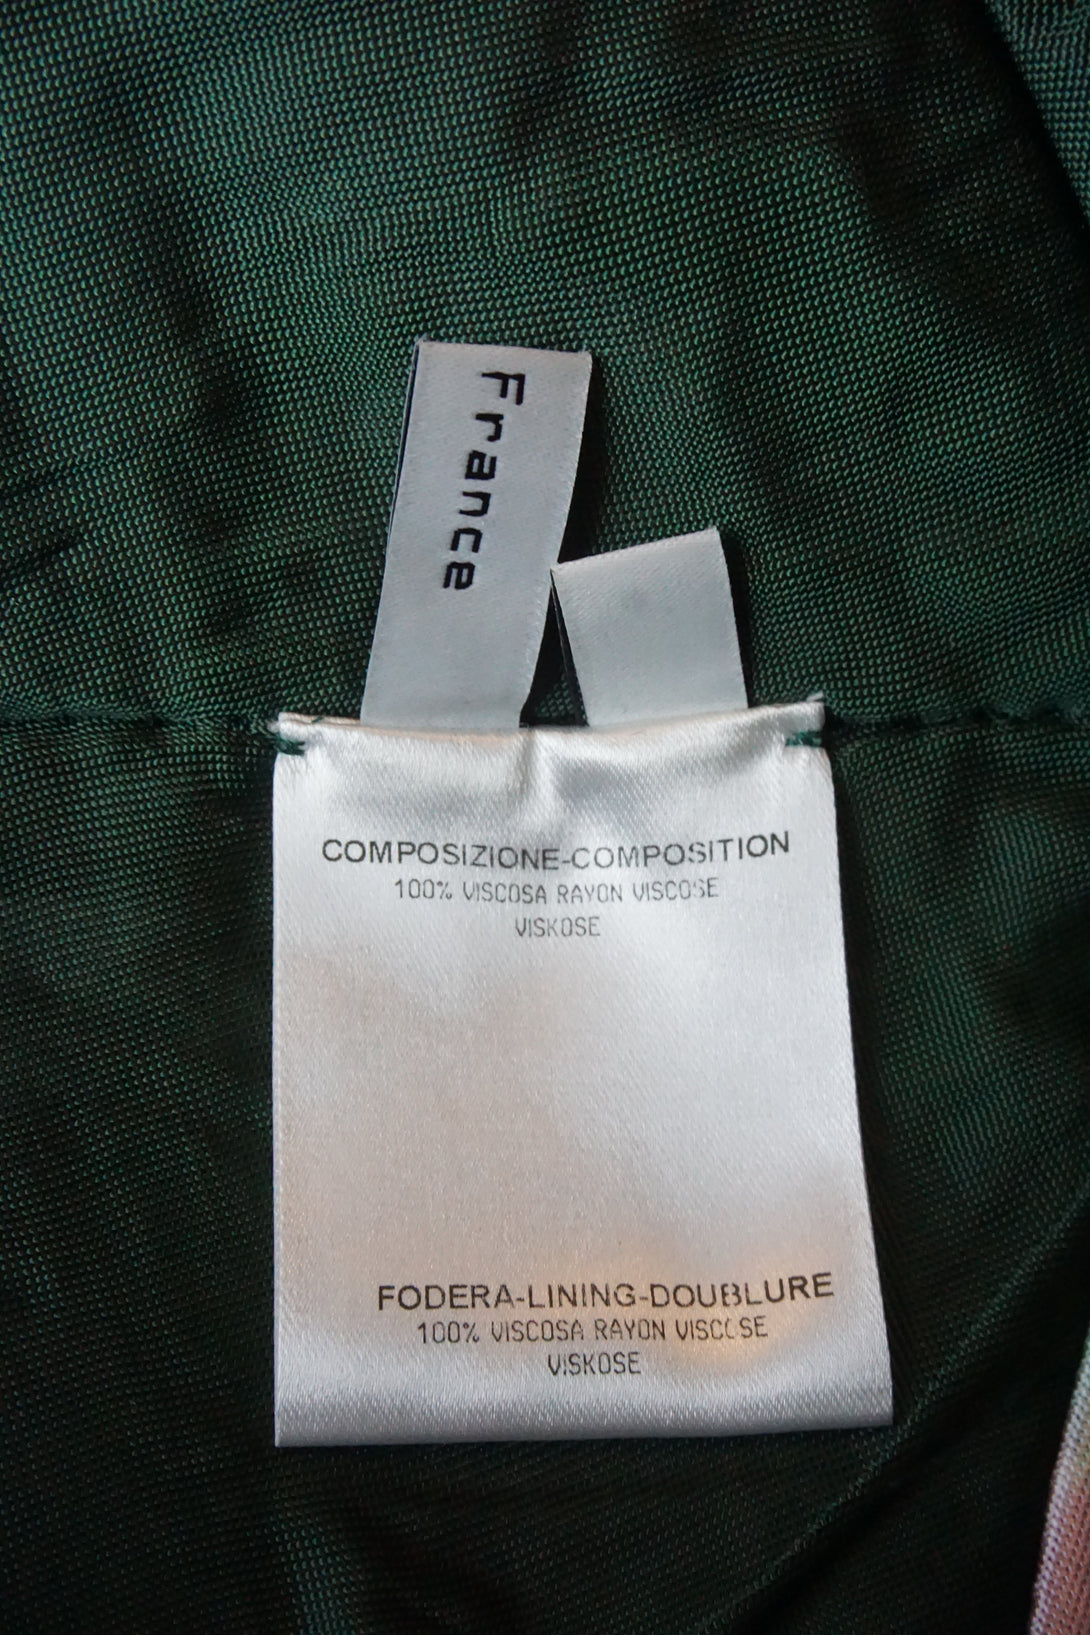 France
COMPOSIZIONE-COMPOSITION
100% VISCOSA RAYON VISCOSE
VISKOSE
FODERA-LINING-DOUBLURE
100% VISCOSA RAYON VISCOSE
VISKOSE